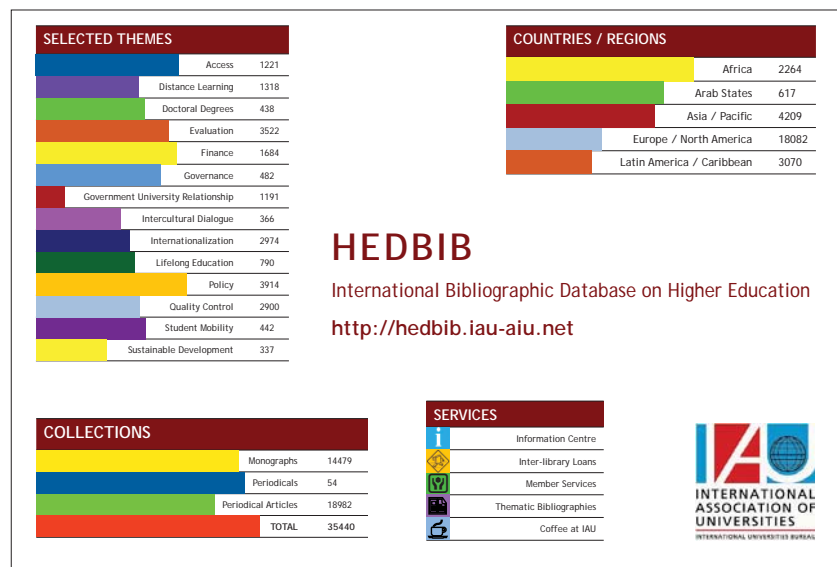 SELECTED THEMES
Access 1221
Distance Learning 1318
Doctoral Degrees 438
Evaluation 3522
Finance 1684
Governance 482
Government University Relationship 1191
Intercultural Dialogue 366
Internationalization 2974
Lifelong Education 790
Policy 3914
Quality Control 2900
Student Mobility 442
Sustainable Development 337
COUNTRIES / REGIONS
Africa 2264
Arab States 617
Asia / Pacific 4209
Europe / North America 18082
Latin America / Caribbean 3070
HEDBIB
International Bibliographic Database on Higher Education
http://hedbib.iau-aiu.net
COLLECTIONS
Monographs 14479
Periodicals 54
Periodical Articles 18982
TOTAL 35440
SERVICES
i Information Centre
Inter-library Loans
Member Services
Thematic Bibliographies
Coffee at IAU
IAU
INTERNATIONAL
ASSOCIATION OF
UNIVERSITIES
INTERNATIONAL UNIVERSITIES BUREAU